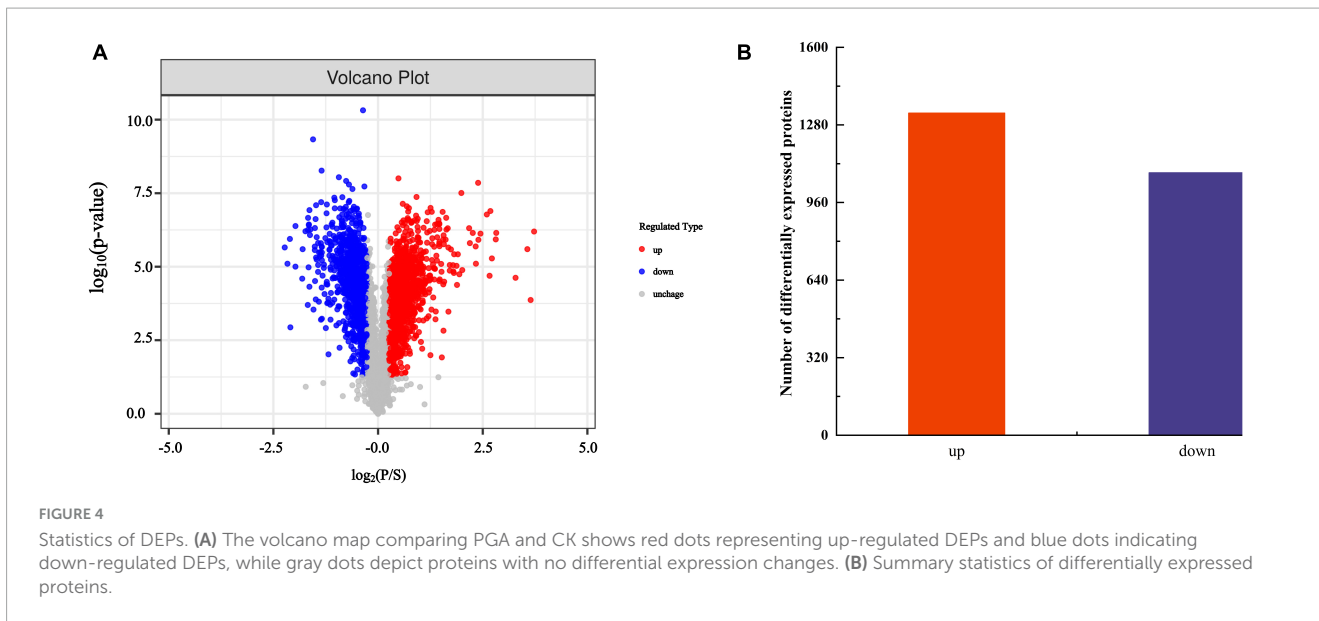 A
Volcano Plot
10.0
7.5
5.0
2.5
0.0
log₁₀(p-value)
-5.0
-2.5
-0.0
2.5
5.0
log₂(P/S)
Regulated Type
up
down
unchage
B
1600
1280
960
640
320
0
Number of differentially expressed proteins
up
down
FIGURE 4
Statistics of DEPs. (A) The volcano map comparing PGA and CK shows red dots representing up-regulated DEPs and blue dots indicating
down-regulated DEPs, while gray dots depict proteins with no differential expression changes. (B) Summary statistics of differentially expressed
proteins.